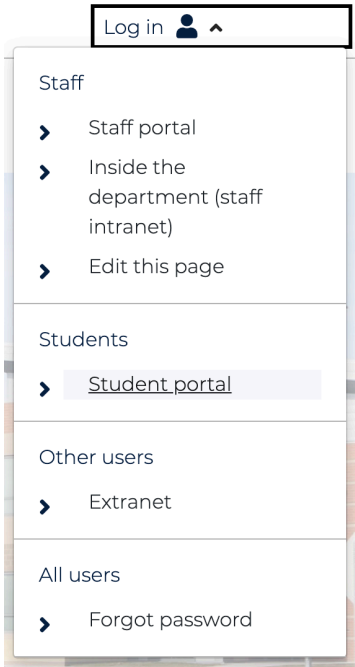 Log in
Staff
Staff portal
Inside the
department (staff
intranet)
Edit this page
Students
Student portal
Other users
Extranet
All users
Forgot password